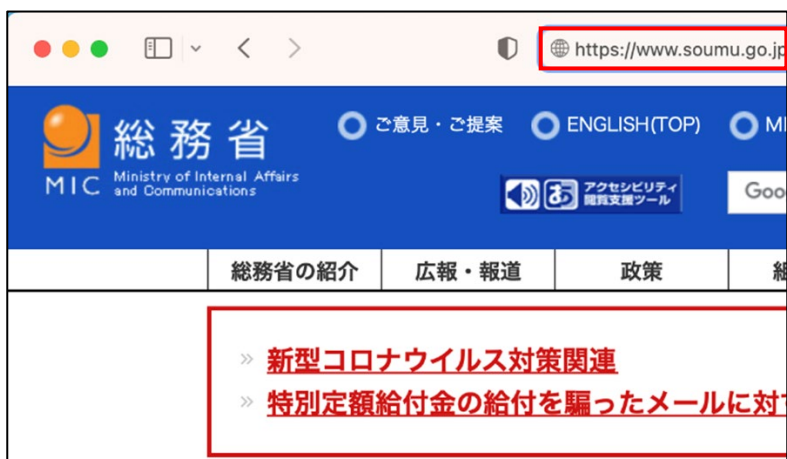 https://www.soumu.go.jp
総務省
MIC
Ministry of Internal Affairs
and Communications
ご意見・ご提案
ENGLISH(TOP)
あ
アクセシビリティ
閲覧支援ツール
Goo
総務省の紹介
広報・報道
政策
» 新型コロナウイルス対策関連
» 特別定額給付金の給付を騙ったメールに対